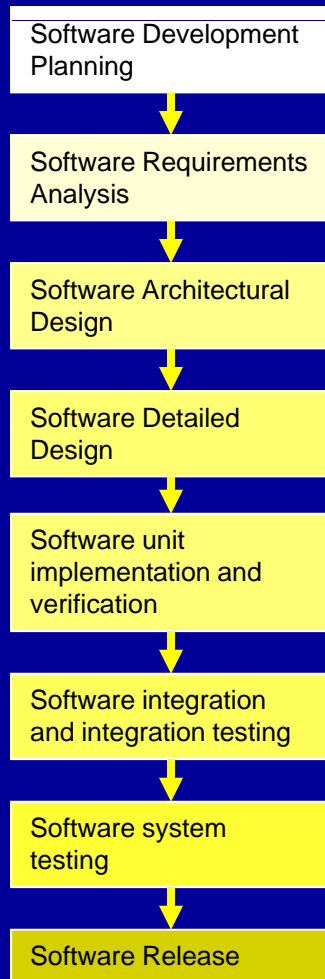 Software Development
Planning
Software Requirements
Analysis
Software Architectural
Design
Software Detailed
Design
Software unit
implementation and
verification
Software integration
and integration testing
Software system
testing
Software Release